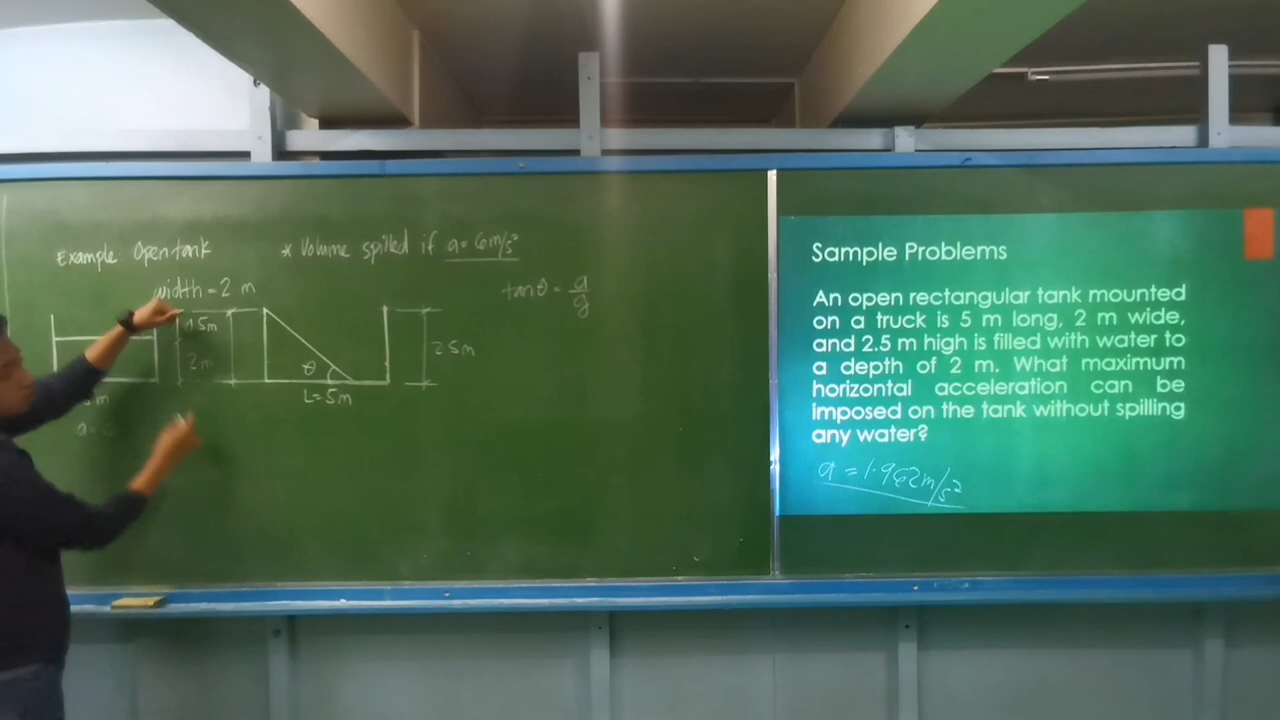 Example Open tank
* Volume spilled if a = 6m/s²
width = 2 m
tanθ = a/g
0.5m
2m
θ
2.5m
L = 5m
Sample Problems
An open rectangular tank mounted
on a truck is 5 m long, 2 m wide,
and 2.5 m high is filled with water to
a depth of 2 m. What maximum
horizontal acceleration can be
imposed on the tank without spilling
any water?
a = 1.962m/s²